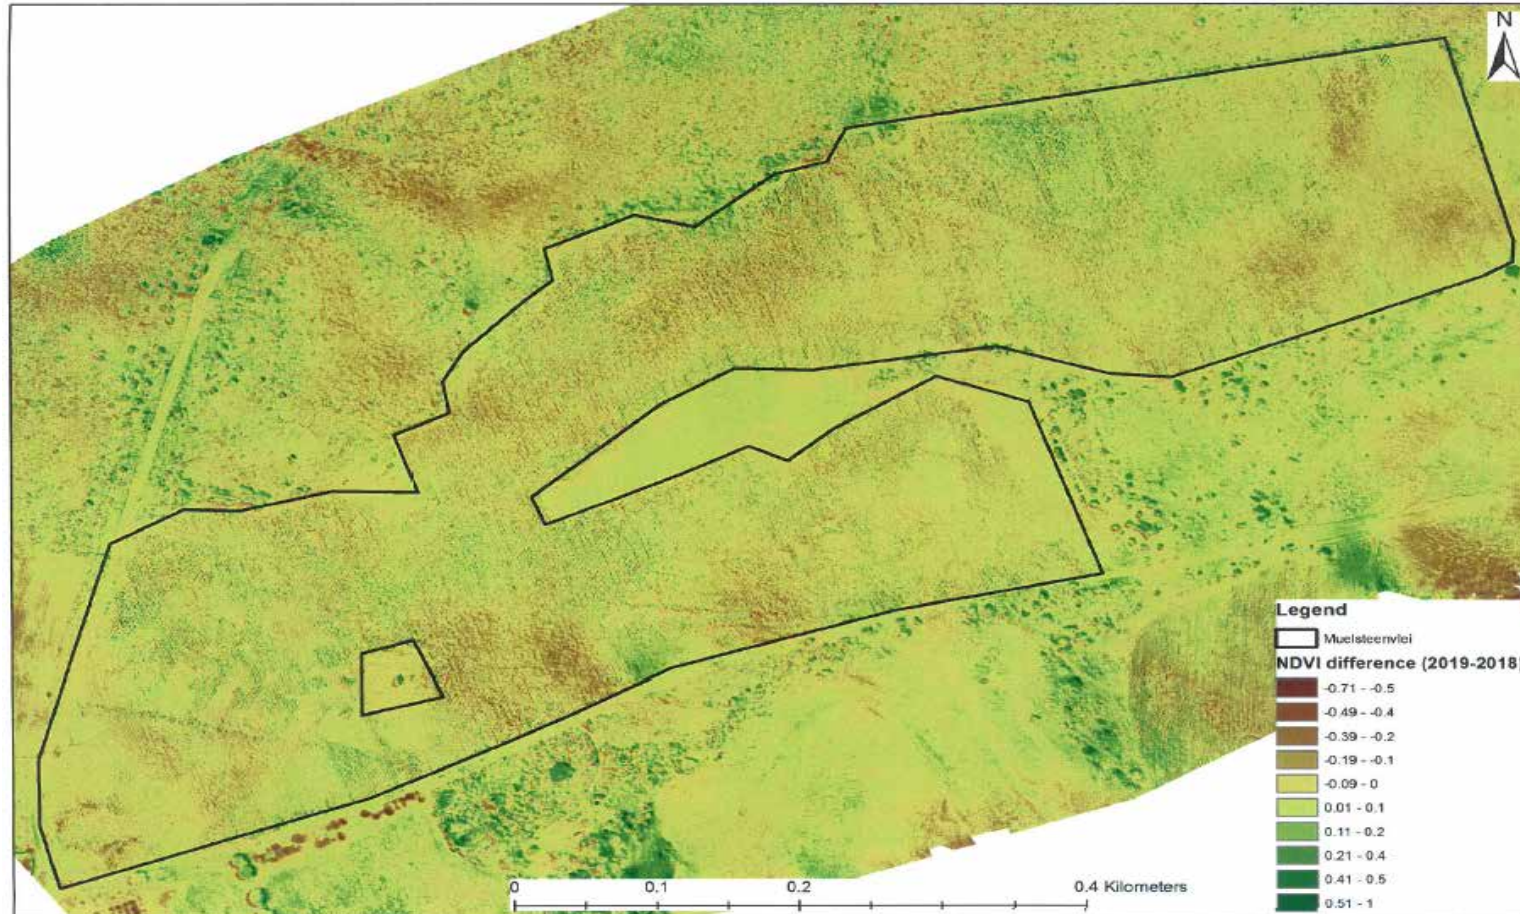 N
Legend
Muelsteenvlei
NDVI difference (2019-2018)
-0.71 - -0.5
-0.49 - -0.4
-0.39 - -0.2
-0.19 - -0.1
-0.09 - 0
0.01 - 0.1
0.11 - 0.2
0.21 - 0.4
0.41 - 0.5
0.51 - 1
0 0.1 0.2 0.4 Kilometers